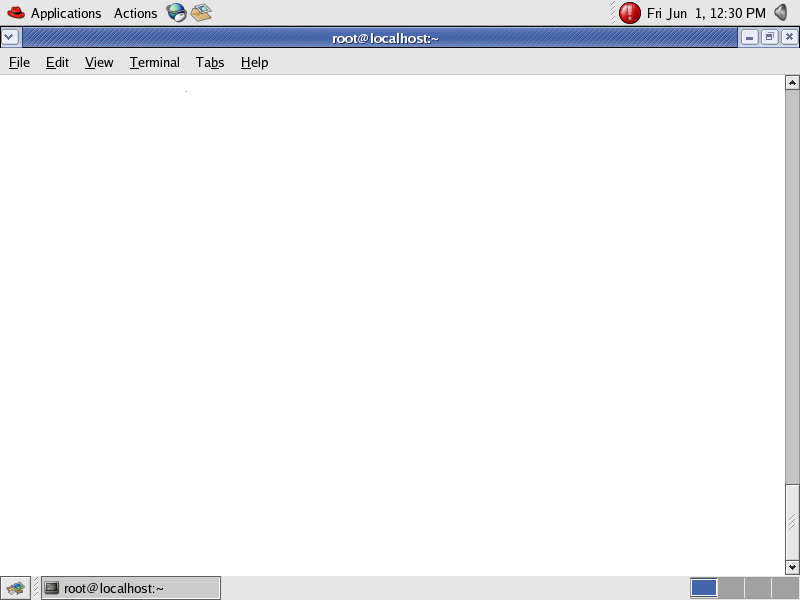 Applications Actions Fri Jun 1, 12:30 PM
root@localhost:~
File Edit View Terminal Tabs Help
root@localhost:~